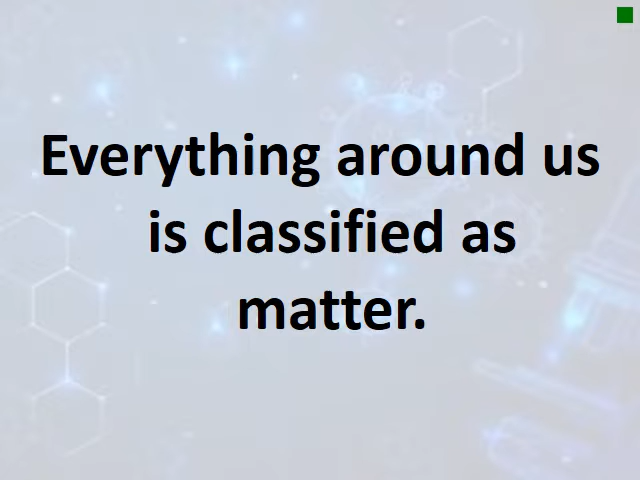 Everything around us
is classified as
matter.